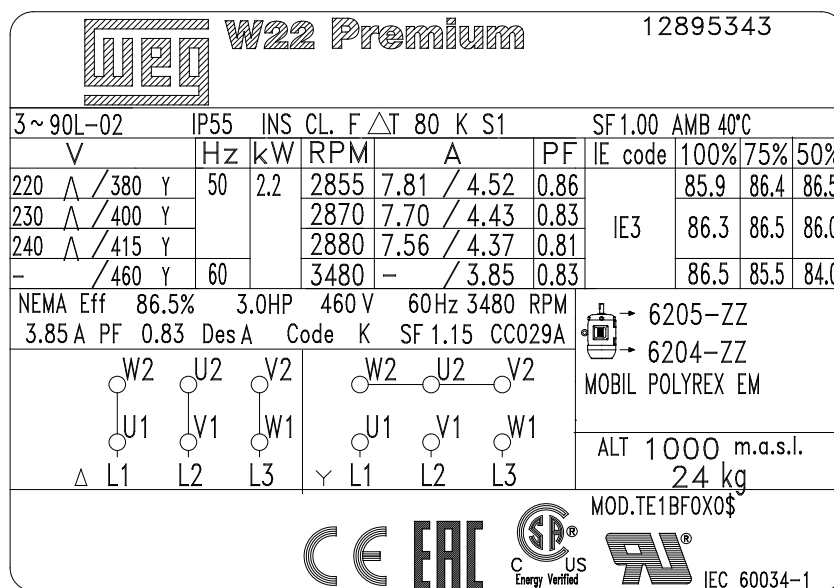 WEG W22 Premium 12895343
3~90L-02 IP55 INS CL. F △T 80 K S1 SF 1.00 AMB 40°C
V Hz kW RPM A PF IE code 100% 75% 50%
220 △ / 380 Y 50 2.2 2855 7.81 / 4.52 0.86 IE3 85.9 86.4 86.5
230 △ / 400 Y 2870 7.70 / 4.43 0.83 86.3 86.5 86.0
240 △ / 415 Y 2880 7.56 / 4.37 0.81
- / 460 Y 60 3480 - / 3.85 0.83 86.5 85.5 84.0
NEMA Eff 86.5% 3.0HP 460 V 60Hz 3480 RPM
3.85 A PF 0.83 Des A Code K SF 1.15 CC029A
6205-ZZ
6204-ZZ
MOBIL POLYREX EM
W2 U2 V2
U1 V1 W1
△ L1 L2 L3
W2 U2 V2
U1 V1 W1
Y L1 L2 L3
ALT 1000 m.a.s.l.
24 kg
MOD.TE1BF0X0$
CE EAC
CSA ®
C US
Energy Verified
RU ®
IEC 60034-1